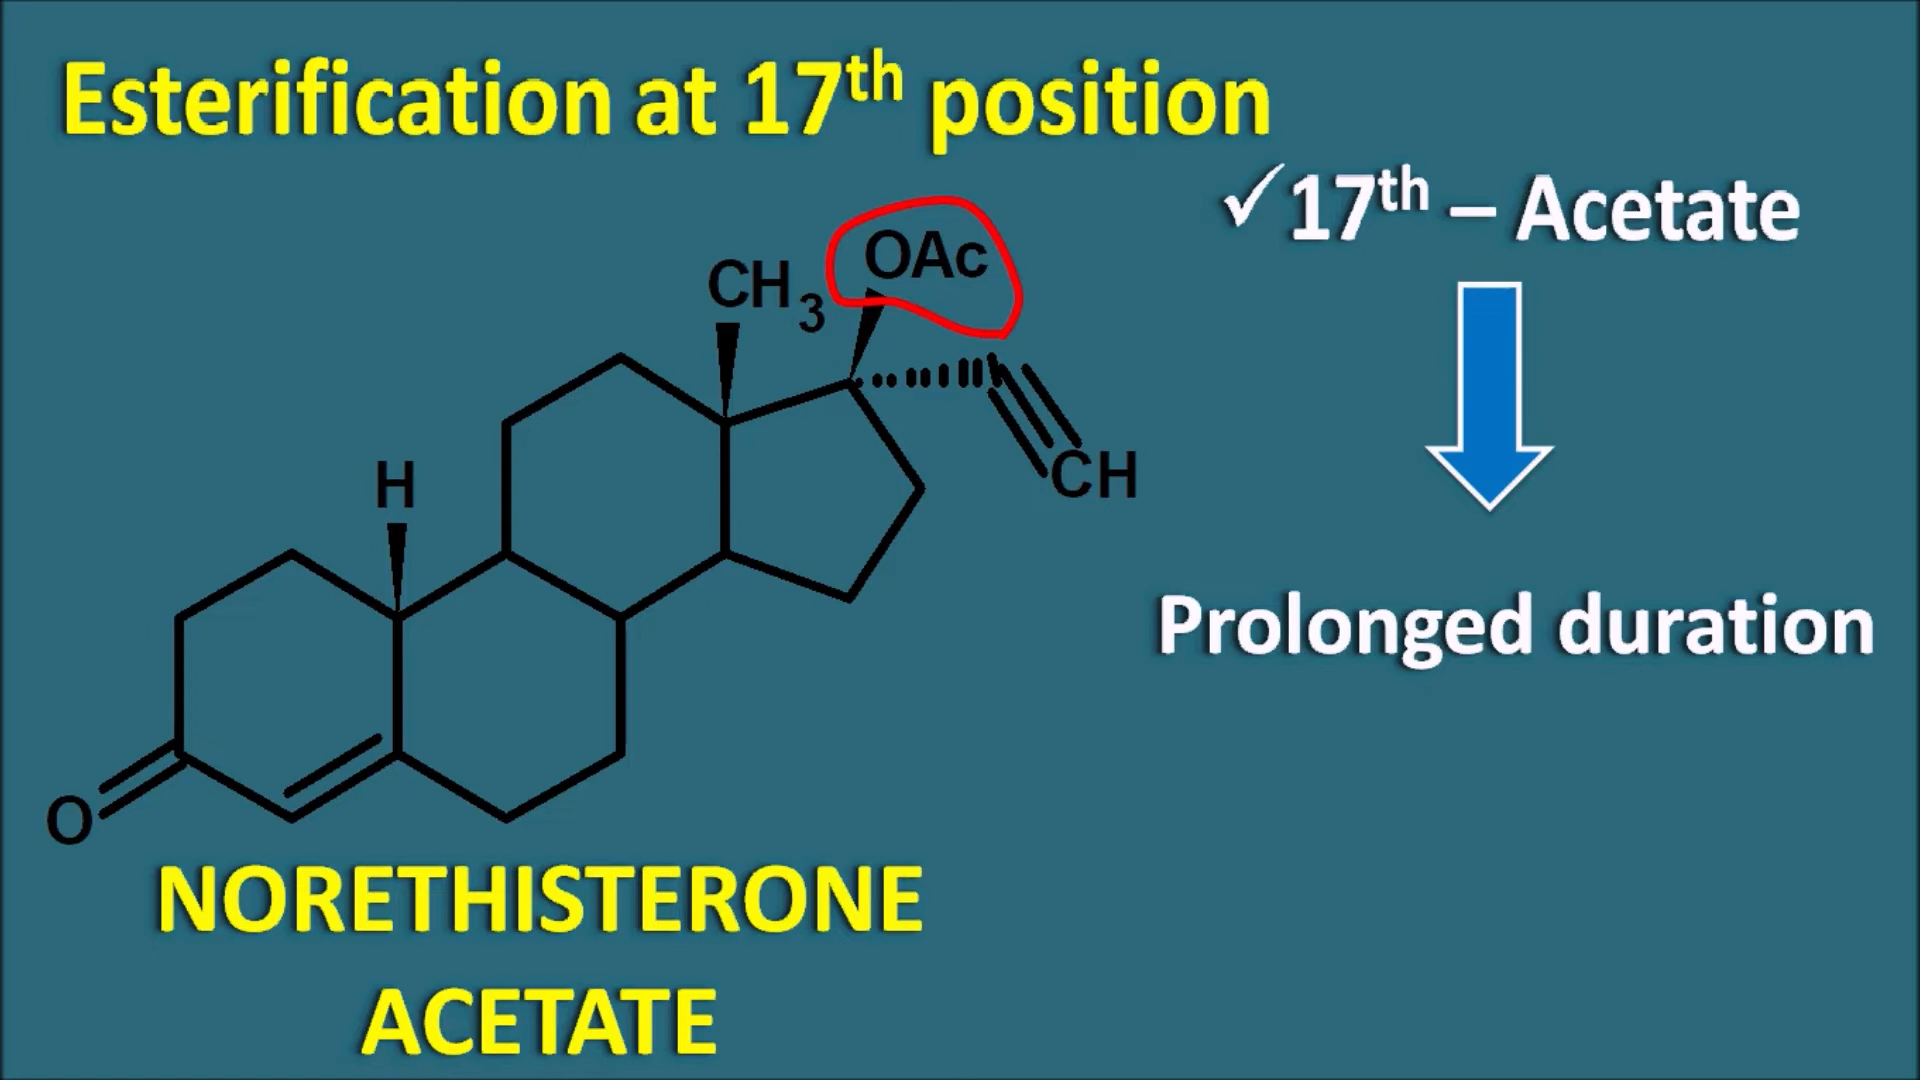 Esterification at 17th position
✓17th – Acetate
OAc
CH3
CH
H
Prolonged duration
O
NORETHISTERONE
ACETATE